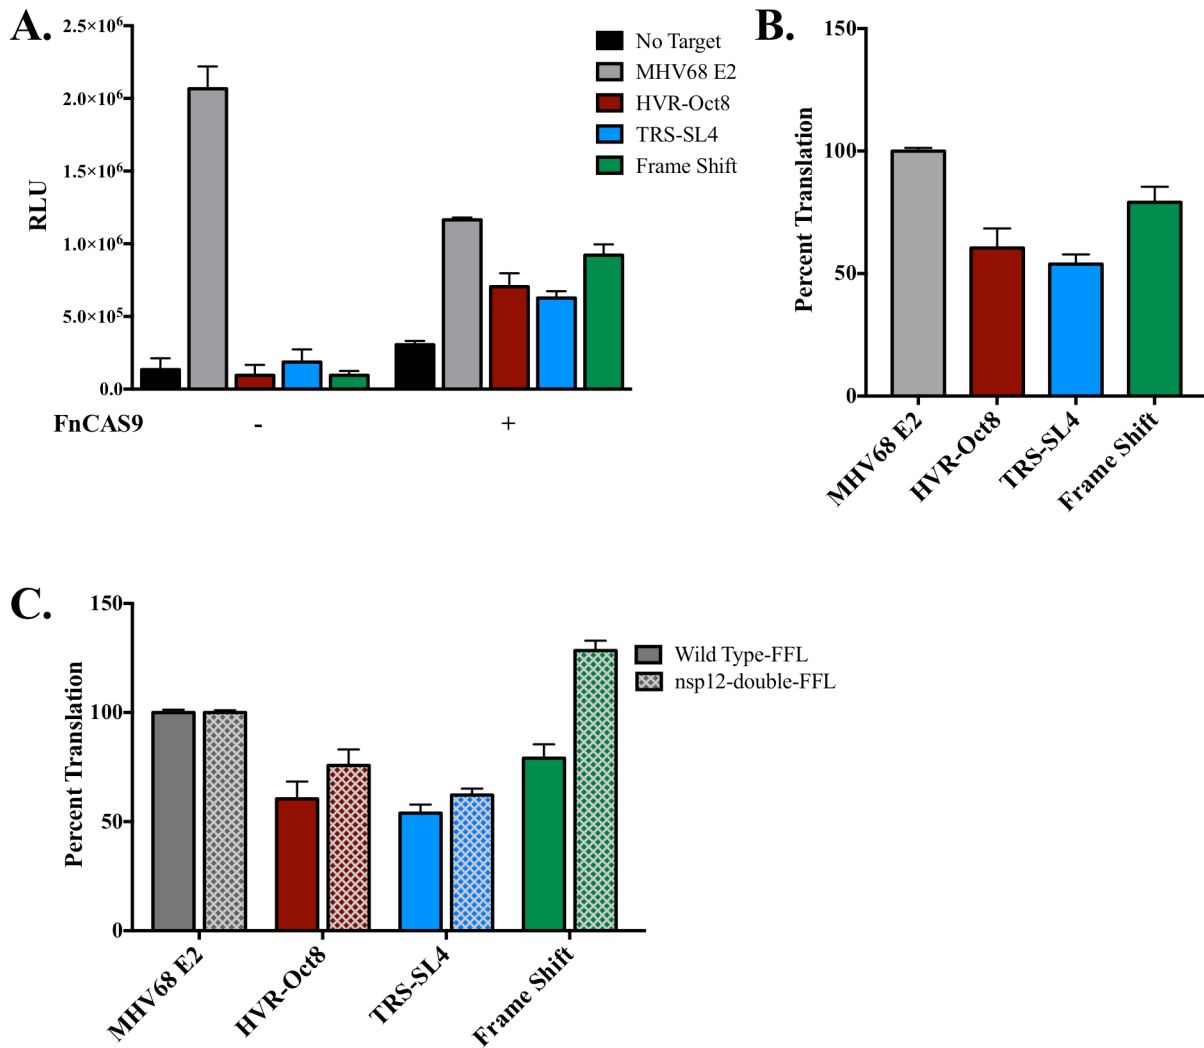 A.
2.5×10⁶
2.0×10⁶
1.5×10⁶
1.0×10⁶
5.0×10⁵
0.0
RLU
FnCAS9
-
+
No Target
MHV68 E2
HVR-Oct8
TRS-SL4
Frame Shift
B.
150
100
50
0
Percent Translation
MHV68 E2
HVR-Oct8
TRS-SL4
Frame Shift
C.
150
100
50
0
Percent Translation
MHV68 E2
HVR-Oct8
TRS-SL4
Frame Shift
Wild Type-FFL
nsp12-double-FFL